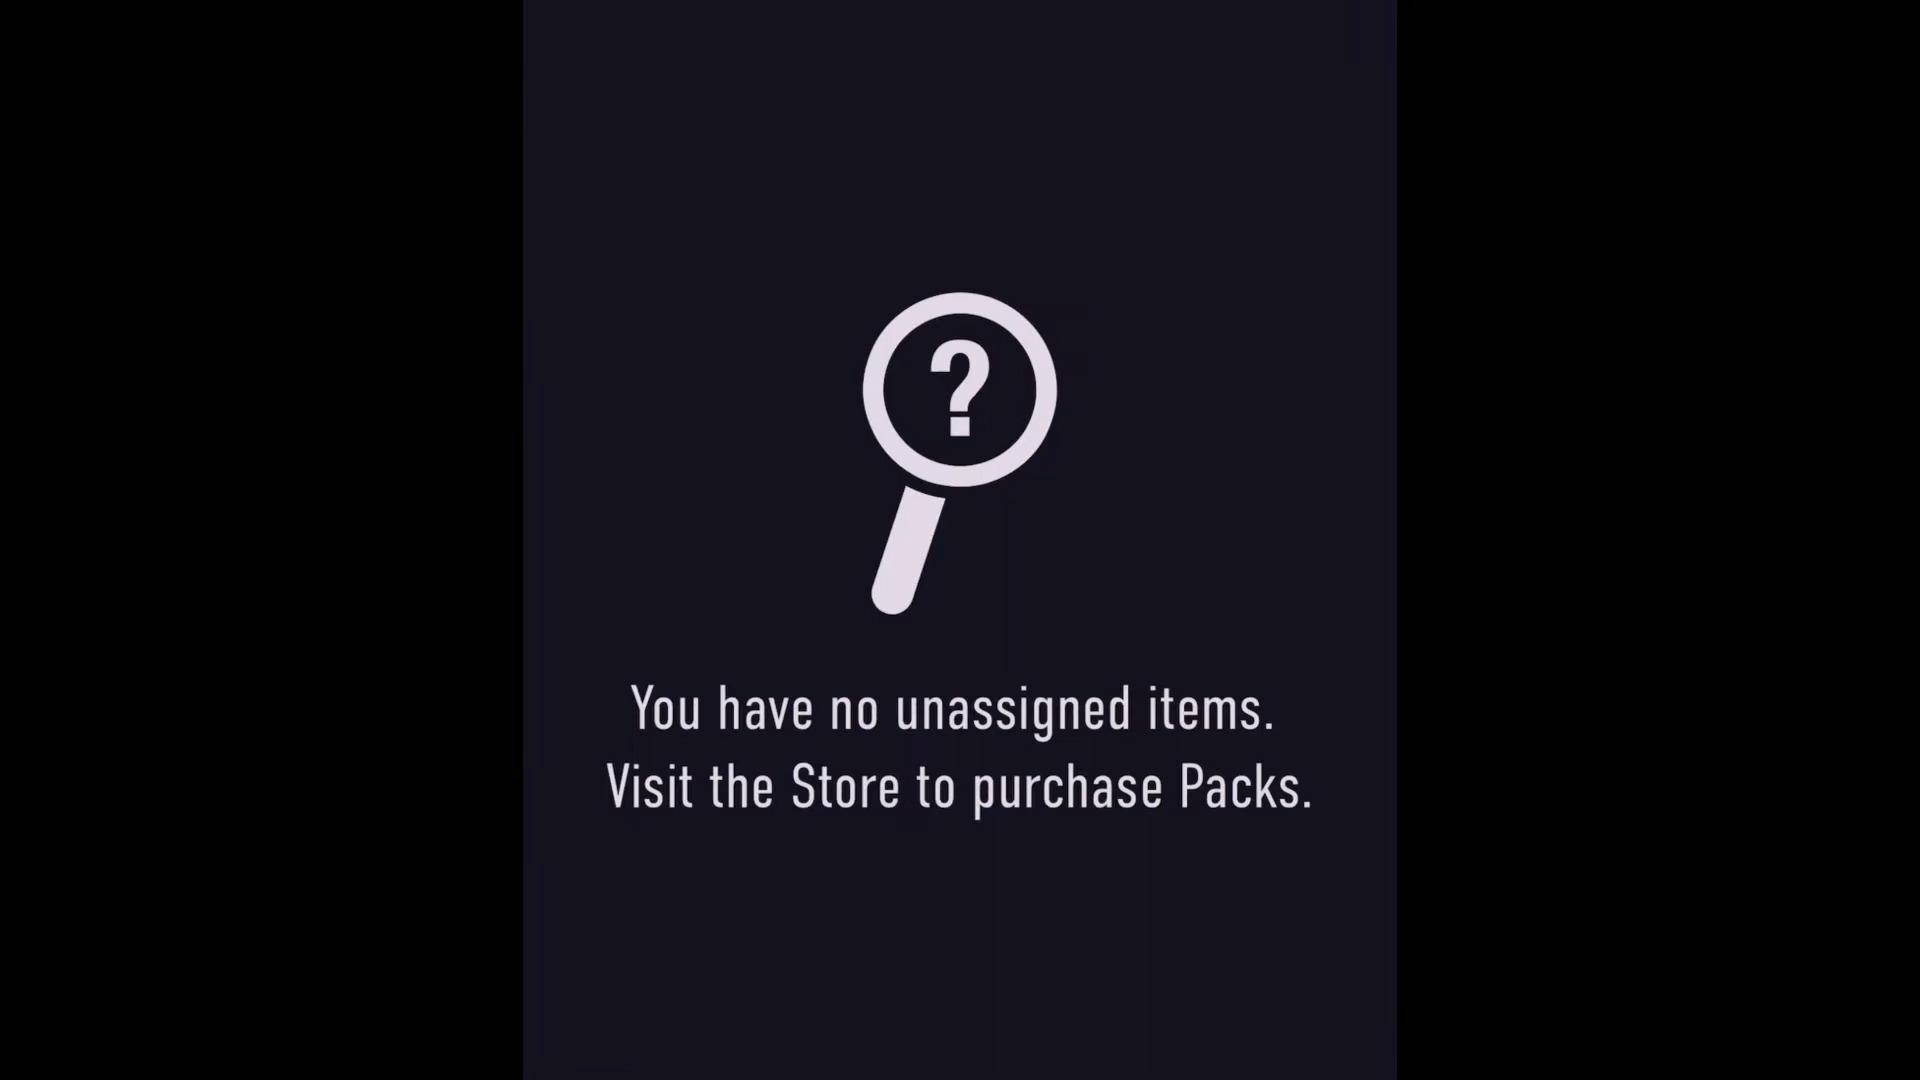 ?
You have no unassigned items.
Visit the Store to purchase Packs.